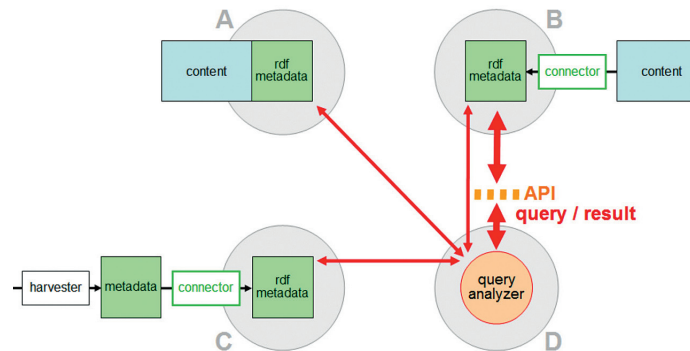 A
B
content
rdf
metadata
rdf
metadata
connector
content
API
query / result
harvester
metadata
connector
rdf
metadata
query
analyzer
C
D